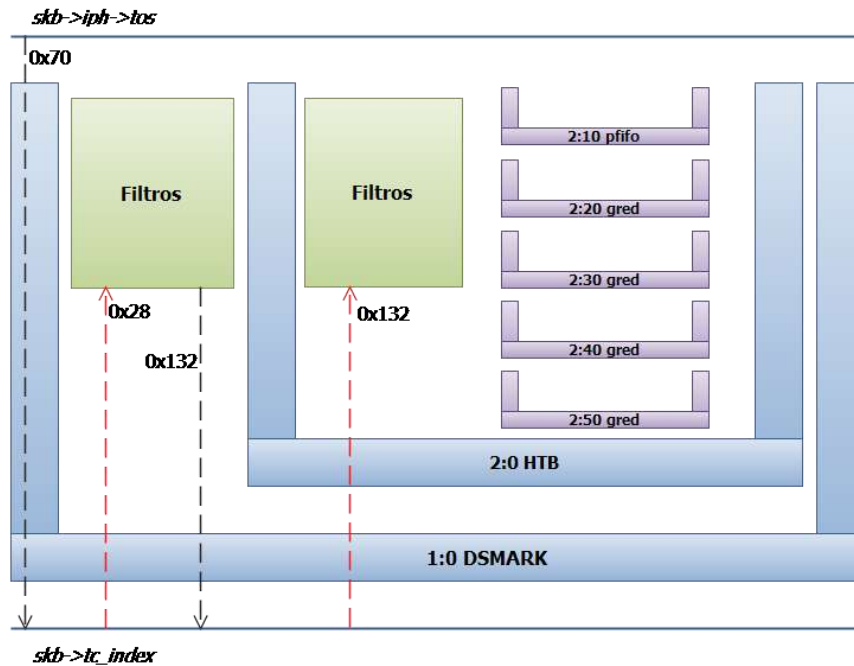 skb->iph->tos
0x70
Filtros
Filtros
2:10 pfifo
2:20 gred
2:30 gred
2:40 gred
2:50 gred
0x28
0x132
0x132
2:0 HTB
1:0 DSMARK
skb->tc_index